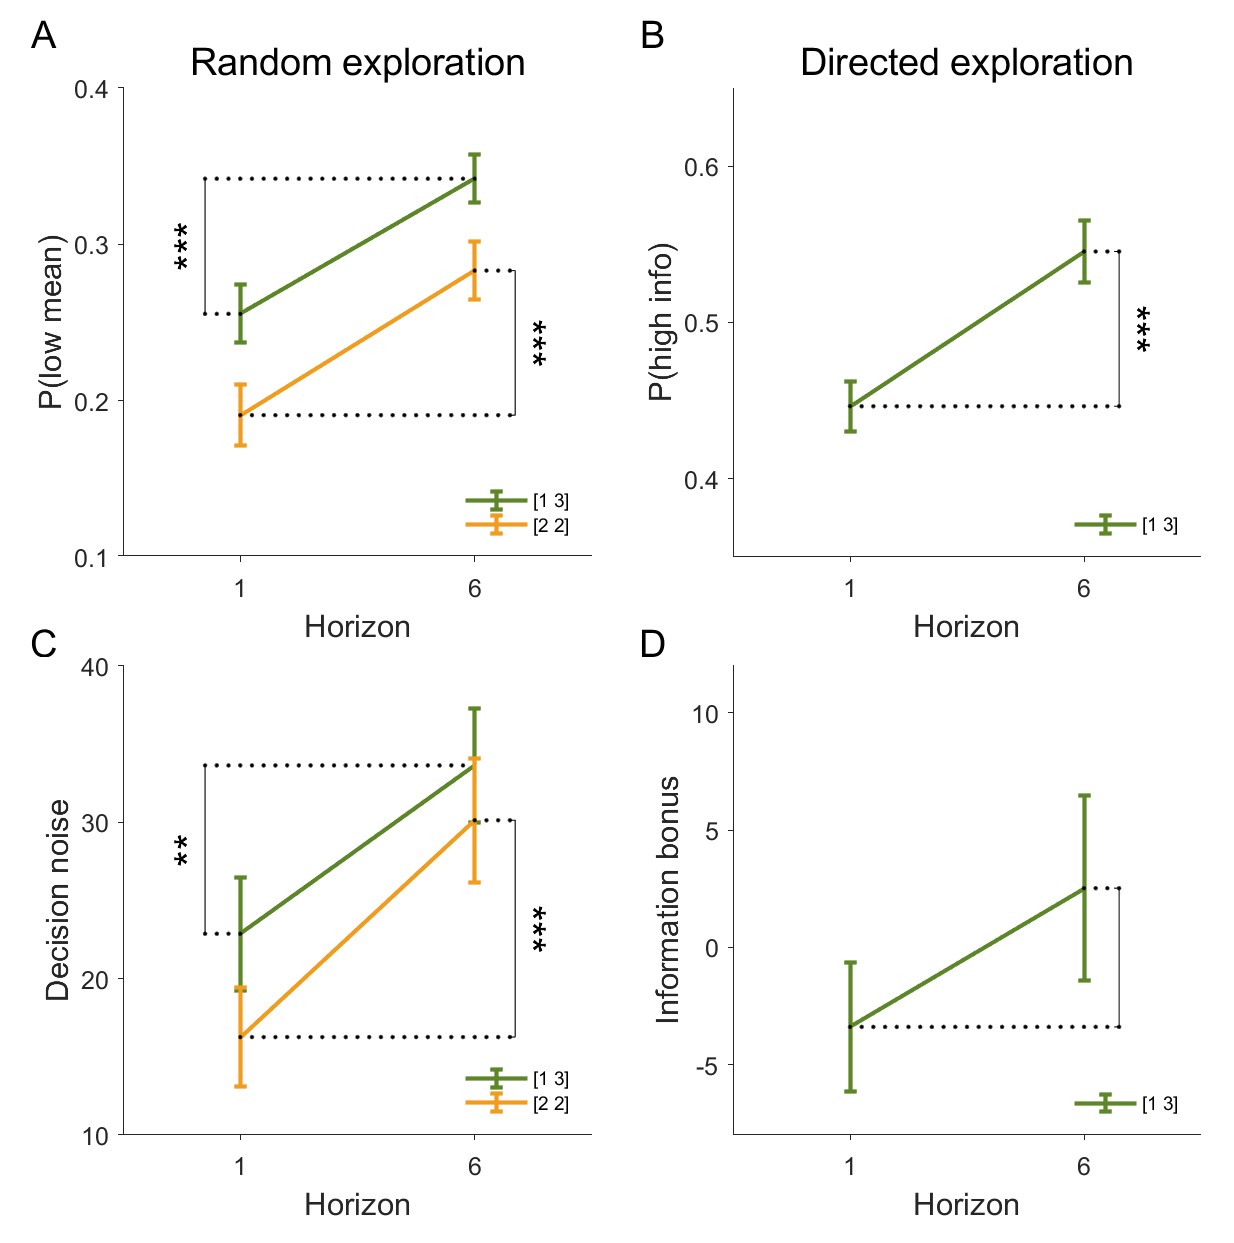 A
Random exploration
0.4
0.3
0.2
0.1
P(low mean)
***
***
[1 3]
[2 2]
1
6
Horizon
B
Directed exploration
0.6
0.5
0.4
P(high info)
***
[1 3]
1
6
Horizon
C
40
30
20
10
Decision noise
**
***
[1 3]
[2 2]
1
6
Horizon
D
10
5
0
-5
Information bonus
[1 3]
1
6
Horizon